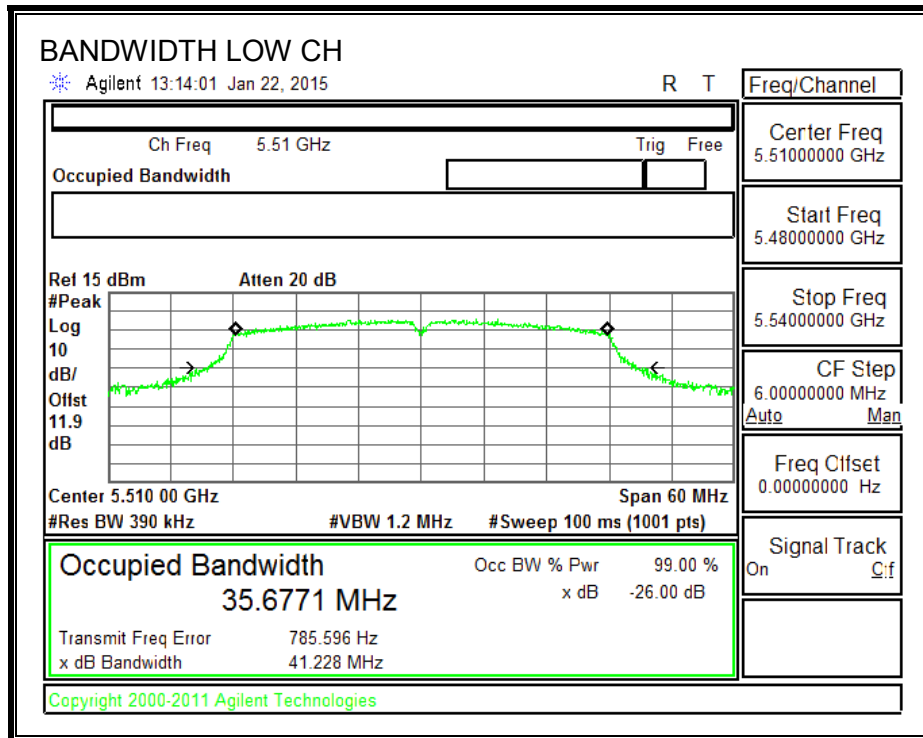 BANDWIDTH LOW CH
Agilent 13:14:01 Jan 22, 2015 R T
Ch Freq 5.51 GHz Trig Free
Occupied Bandwidth
Ref 15 dBm Atten 20 dB
#Peak
Log
10
dB/
Offst
11.9
dB
Center 5.510 00 GHz Span 60 MHz
#Res BW 390 kHz #VBW 1.2 MHz #Sweep 100 ms (1001 pts)
Occupied Bandwidth Occ BW % Pwr 99.00 %
35.6771 MHz x dB -26.00 dB
Transmit Freq Error 785.596 Hz
x dB Bandwidth 41.228 MHz
Copyright 2000-2011 Agilent Technologies
Freq/Channel
Center Freq
5.51000000 GHz
Start Freq
5.48000000 GHz
Stop Freq
5.54000000 GHz
CF Step
6.00000000 MHz
Auto Man
Freq Offset
0.00000000 Hz
Signal Track
On Off